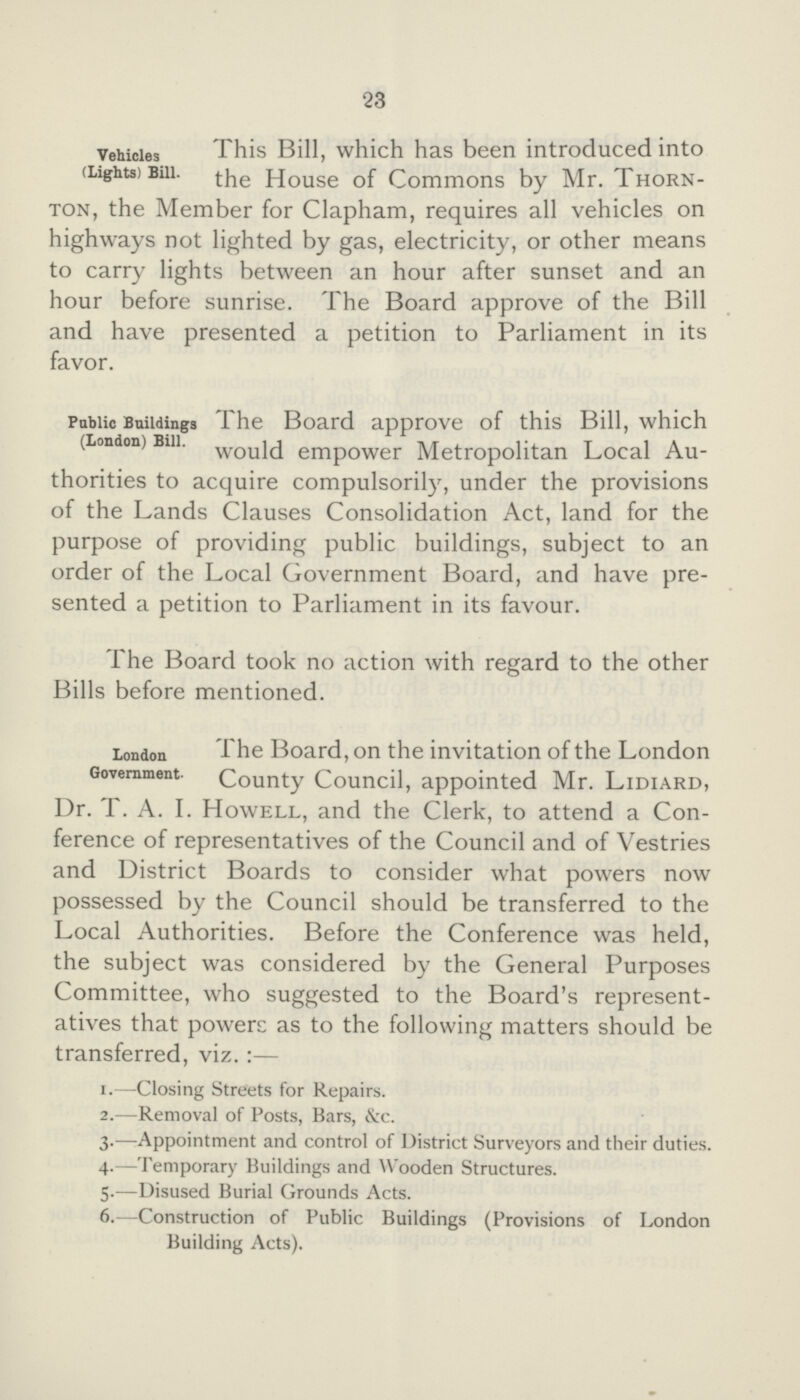 23
Vehicles (Lights) Bill.
This Bill, which has been introduced into
the House of Commons by Mr. Thorn-
ton, the Member for Clapham, requires all vehicles on
highways not lighted by gas, electricity, or other means
to carry lights between an hour after sunset and an
hour before sunrise. The Board approve of the Bill
and have presented a petition to Parliament in its
favor.
Public Buildings (London) Bill.
The Board approve of this Bill, which
would empower Metropolitan Local Au-
thorities to acquire compulsorily, under the provisions
of the Lands Clauses Consolidation Act, land for the
purpose of providing public buildings, subject to an
order of the Local Government Board, and have pre-
sented a petition to Parliament in its favour.
The Board took no action with regard to the other
Bills before mentioned.
London Government.
The Board, on the invitation of the London
County Council, appointed Mr. Lidiard,
Dr. T. A. I. Howell, and the Clerk, to attend a Con-
ference of representatives of the Council and of Vestries
and District Boards to consider what powers now
possessed by the Council should be transferred to the
Local Authorities. Before the Conference was held,
the subject was considered by the General Purposes
Committee, who suggested to the Board's represent-
atives that powers as to the following matters should be
transferred, viz. :—
1.—Closing Streets for Repairs.
2.—Removal of Posts, Bars, &c.
3.—Appointment and control of District Surveyors and their duties.
4.—Temporary Buildings and Wooden Structures.
5.—Disused Burial Grounds Acts.
6.—Construction of Public Buildings (Provisions of London
Building Acts).